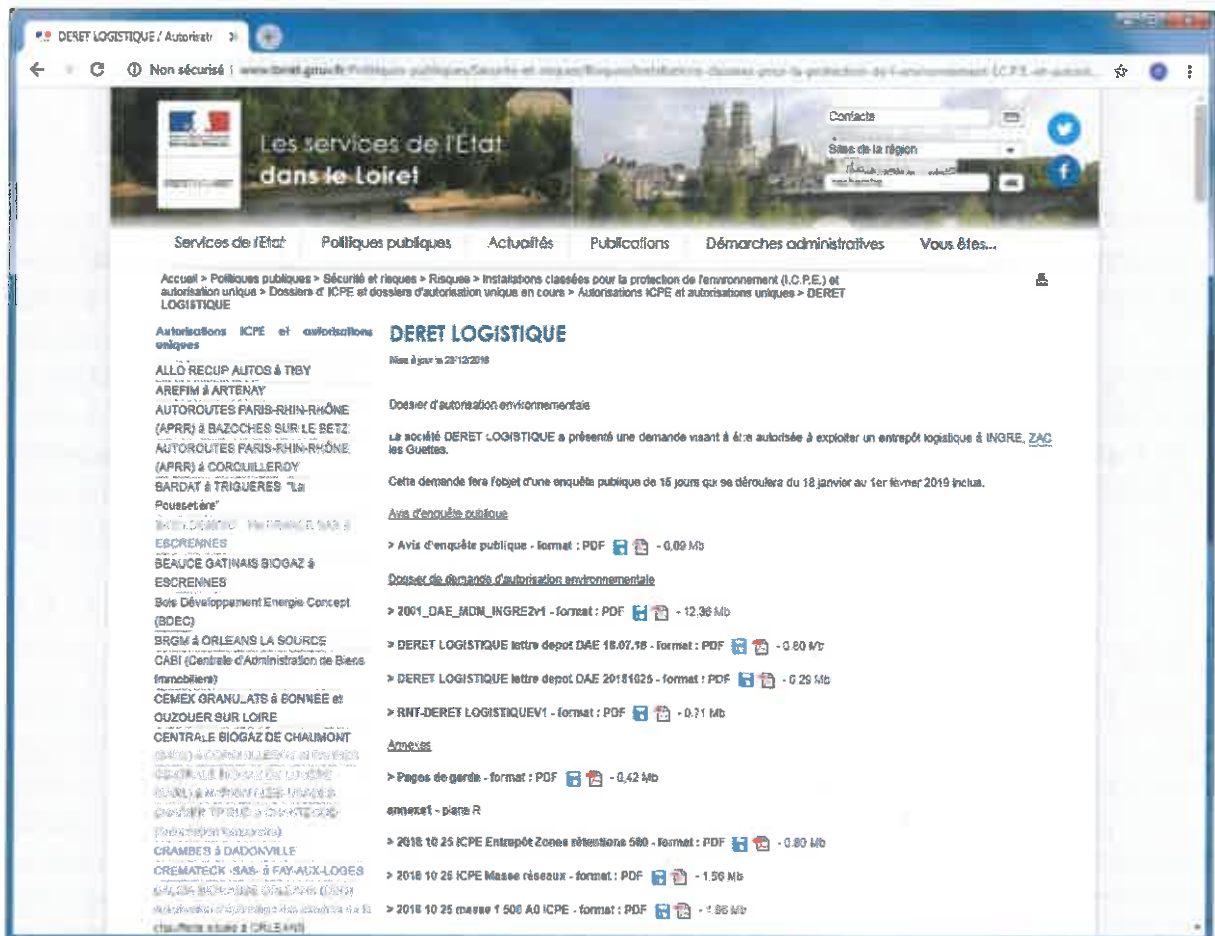 DERET LOGISTIQUE / Autorisati
Non sécurisé
Les services de l'État
dans le Loiret
Contacts
Sites de la région
Services de l'Etat Politiques publiques Actualités Publications Démarches administratives Vous êtes...
Accueil > Politiques publiques > Sécurité et risques > Risques > Installations classées pour la protection de l'environnement (I.C.P.E.) et
autorisation unique > Dossiers d' ICPE et dossiers d'autorisation unique en cours > Autorisations ICPE et autorisations uniques > DERET
LOGISTIQUE
Autorisations ICPE et autorisations
uniques
ALLO RECUP AUTOS à TIGY
AREFIM à ARTENAY
AUTOROUTES PARIS-RHIN-RHÔNE
(APRR) à BAZOCHES SUR LE BETZ
AUTOROUTES PARIS-RHIN-RHÔNE
(APRR) à CORQUILLEROY
BARDAT à TRIGUERES "La
Poussetière"
ESCRENNES
BEAUCE GATINAIS BIOGAZ à
ESCRENNES
Bois Développement Energie Concept
(BDEC)
BRGM à ORLEANS LA SOURCE
CABI (Centrale d'Administration de Biens
Immobiliers)
CEMEX GRANULATS à BONNÉE et
OUZOUER SUR LOIRE
CENTRALE BIOGAZ DE CHAUMONT
CRAMBES à DADONVILLE
CREMATECK -SAS- à FAY-AUX-LOGES
DERET LOGISTIQUE
Mise à jour le
Dossier d'autorisation environnementale
La société DERET LOGISTIQUE a présenté une demande visant à être autorisée à exploiter un entrepôt logistique à INGRE, ZAC
les Guettes.
Cette demande fera l'objet d'une enquête publique de 15 jours qui se déroulera du 18 janvier au 1er février 2019 inclus.
Avis d'enquête publique
> Avis d'enquête publique - format : PDF - 0,09 Mb
Dossier de demande d'autorisation environnementale
> 2001_DAE_MDM_INGREZv1 - format : PDF - 12,36 Mb
> DERET LOGISTIQUE lettre depot DAE 18.07.18 - format : PDF - 0,80 Mb
> DERET LOGISTIQUE lettre depot DAE 20181025 - format : PDF - 0,29 Mb
> RNT-DERET LOGISTIQUEV1 - format : PDF - 0,71 Mb
Annexes
> Pages de garde - format : PDF - 0,42 Mb
annexe1 - plans R
> 2018 10 25 ICPE Entrepôt Zones rétentions 580 - format : PDF - 0,80 Mb
> 2018 10 25 ICPE Masse réseaux - format : PDF - 1,56 Mb
> 2018 10 25 masse 1 500 A0 ICPE - format : PDF - 1,86 Mb